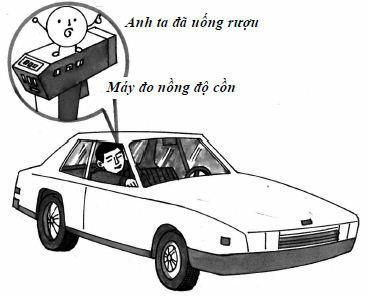 Anh ta đã uống rượu
Máy đo nồng độ cồn